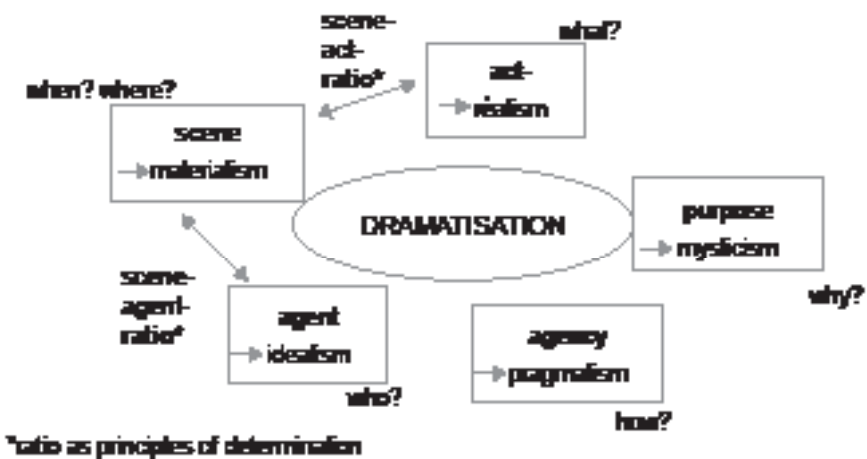 scene-
act-
ratio*
what?
act-
realism
when? where?
scene
materialism
DRAMATISATION
purpose
mysticism
why?
scene-
agent-
ratio*
agent
idealism
who?
agency
pragmatism
how?
*ratio as principles of determination